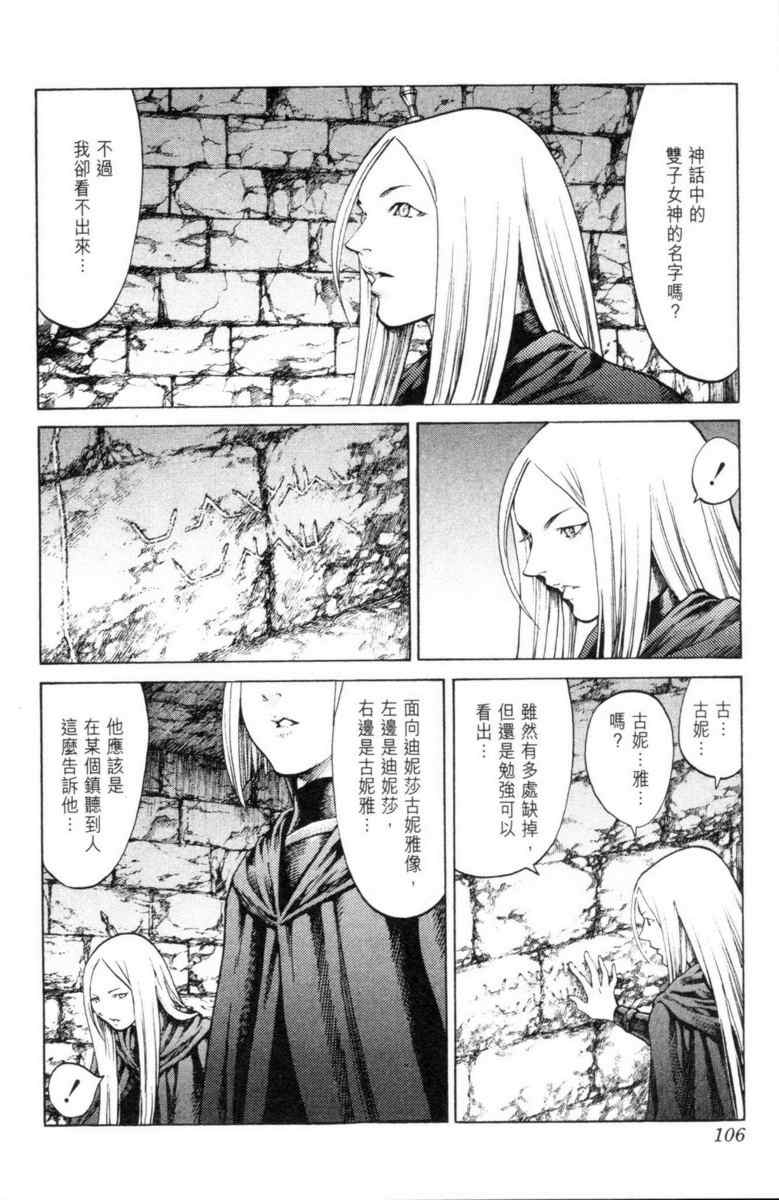 神話中的
雙子女神的名字嗎？
不過
我卻看不出來…
！
古…
古妮…
古妮…雅…
嗎？
雖然有多處缺掉，
但還是勉強可以
看出…
面向迪妮莎古妮雅像，
左邊是迪妮莎，
右邊是古妮雅…
他應該是
在某個鎮聽到人
這麼告訴他…
！
106